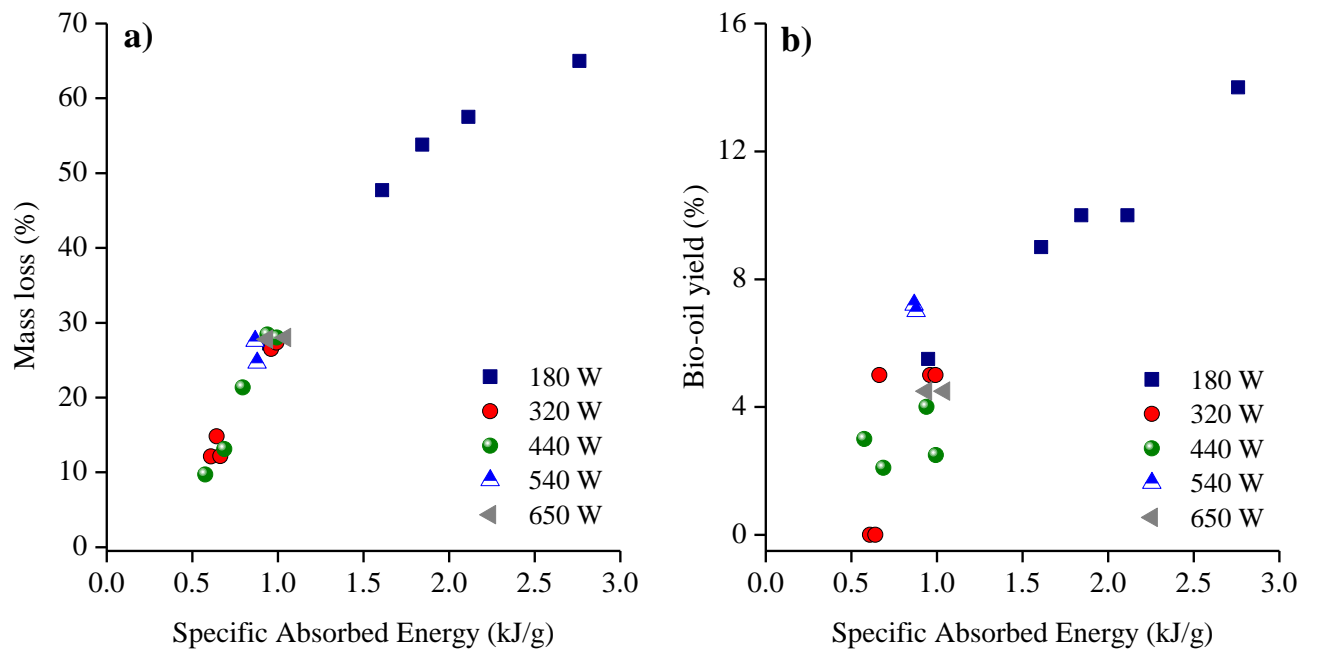 a)
70
60
50
40
30
20
10
0
Mass loss (%)
180 W
320 W
440 W
540 W
650 W
0.0 0.5 1.0 1.5 2.0 2.5 3.0
Specific Absorbed Energy (kJ/g)
b)
16
12
8
4
0
Bio-oil yield (%)
180 W
320 W
440 W
540 W
650 W
0.0 0.5 1.0 1.5 2.0 2.5 3.0
Specific Absorbed Energy (kJ/g)